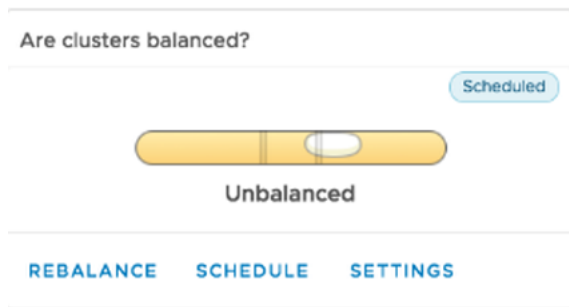 Are clusters balanced?
Scheduled
Unbalanced
REBALANCE SCHEDULE SETTINGS